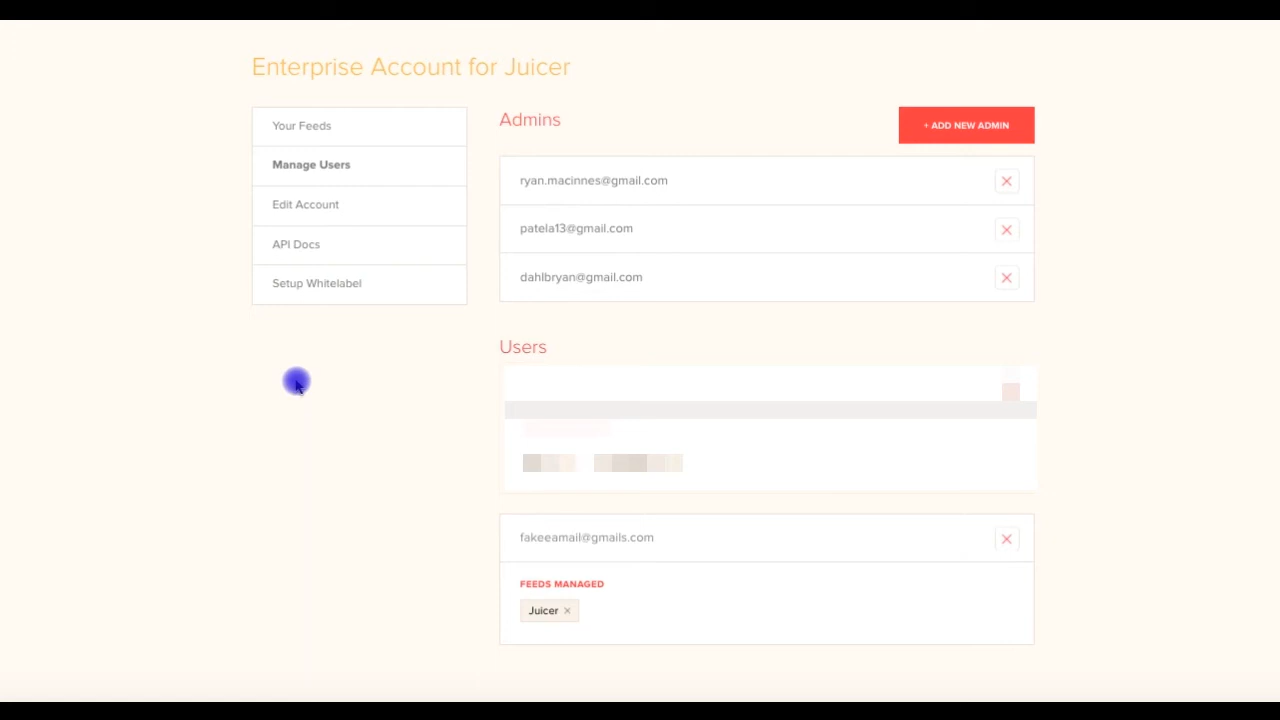 Enterprise Account for Juicer
Your Feeds
Manage Users
Edit Account
API Docs
Setup Whitelabel
Admins
+ ADD NEW ADMIN
ryan.macinnes@gmail.com
patela13@gmail.com
dahlbryan@gmail.com
Users
fakeeamail@gmails.com
FEEDS MANAGED
Juicer ×